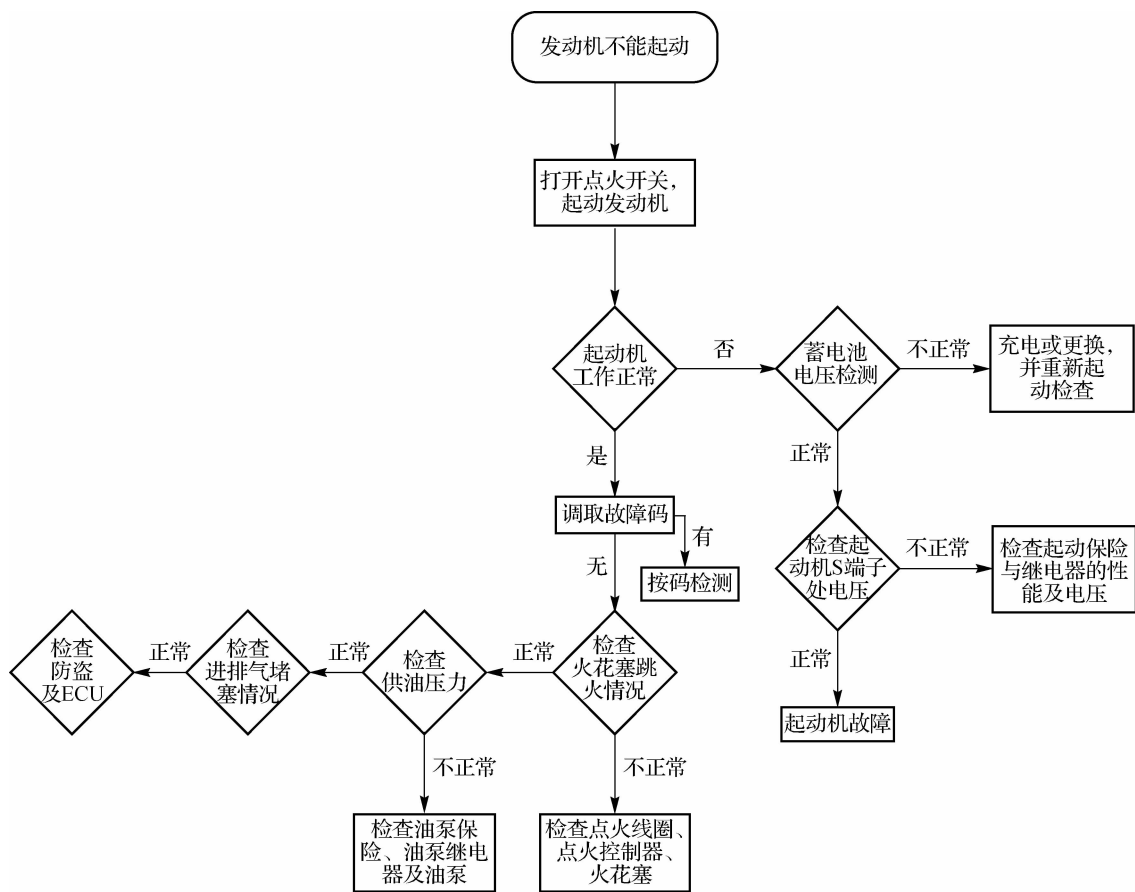 发动机不能起动
打开点火开关,
起动发动机
起动机
工作正常
否
蓄电池
电压检测
不正常
充电或更换,
并重新起
动检查
是
正常
调取故障码
有
按码检测
无
检查起
动机S端子
处电压
不正常
检查起动保险
与继电器的性
能及电压
正常
起动机故障
检查
火花塞跳
火情况
正常
检查
供油压力
正常
检查
进排气堵
塞情况
正常
检查
防盗
及ECU
不正常
检查油泵保
险、油泵继电
器及油泵
不正常
检查点火线圈、
点火控制器、
火花塞